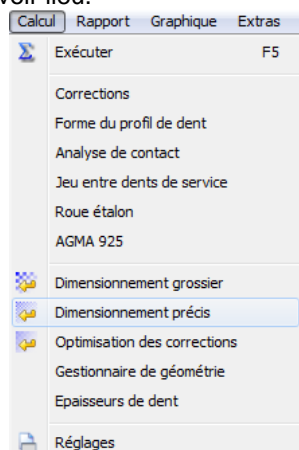 voir lieu.
Calcul Rapport Graphique Extras
Exécuter F5
Corrections
Forme du profil de dent
Analyse de contact
Jeu entre dents de service
Roue étalon
AGMA 925
Dimensionnement grossier
Dimensionnement précis
Optimisation des corrections
Gestionnaire de géométrie
Epaisseurs de dent
Réglages